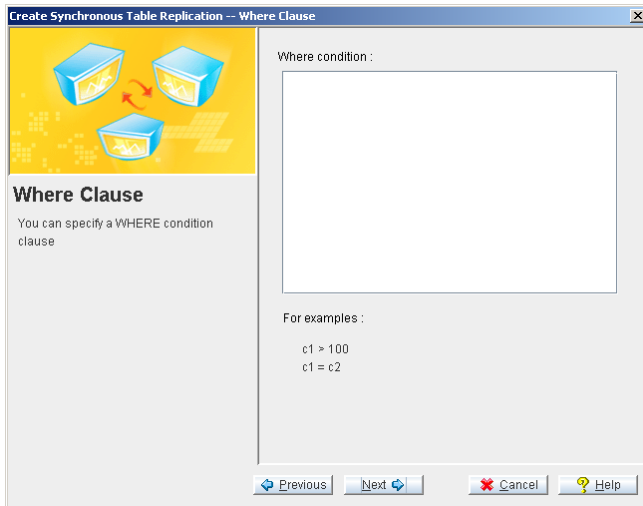 Create Synchronous Table Replication -- Where Clause
Where condition :
Where Clause
You can specify a WHERE condition
clause
For examples :
c1 > 100
c1 = c2
Previous
Next
Cancel
Help